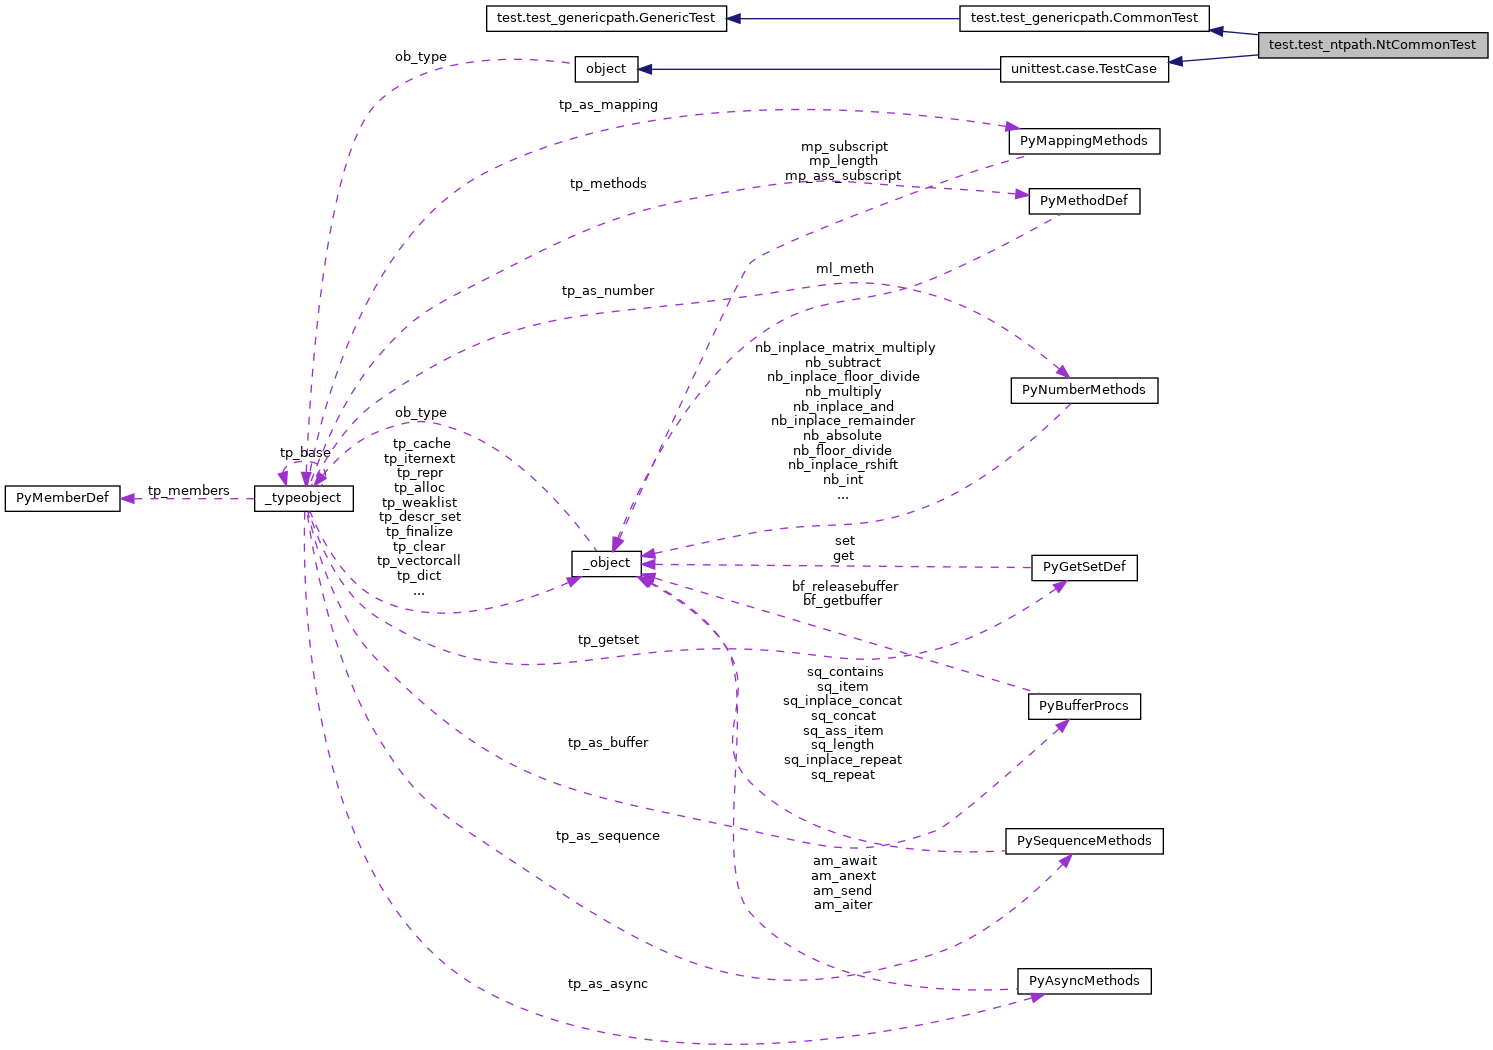 test.test_genericpath.GenericTest
test.test_genericpath.CommonTest
test.test_ntpath.NtCommonTest
ob_type
object
unittest.case.TestCase
tp_as_mapping
PyMappingMethods
mp_subscript
mp_length
mp_ass_subscript
tp_methods
PyMethodDef
ml_meth
tp_as_number
nb_inplace_matrix_multiply
nb_subtract
nb_inplace_floor_divide
nb_multiply
nb_inplace_and
nb_inplace_remainder
nb_absolute
nb_floor_divide
nb_inplace_rshift
nb_int
...
PyNumberMethods
ob_type
tp_cache
tp_iternext
tp_repr
tp_alloc
tp_weaklist
tp_descr_set
tp_finalize
tp_clear
tp_vectorcall
tp_dict
...
tp_base
PyMemberDef
tp_members
_typeobject
_object
set
get
PyGetSetDef
bf_releasebuffer
bf_getbuffer
tp_getset
sq_contains
sq_item
sq_inplace_concat
sq_concat
sq_ass_item
sq_length
sq_inplace_repeat
sq_repeat
PyBufferProcs
tp_as_buffer
tp_as_sequence
PySequenceMethods
am_await
am_anext
am_send
am_aiter
tp_as_async
PyAsyncMethods